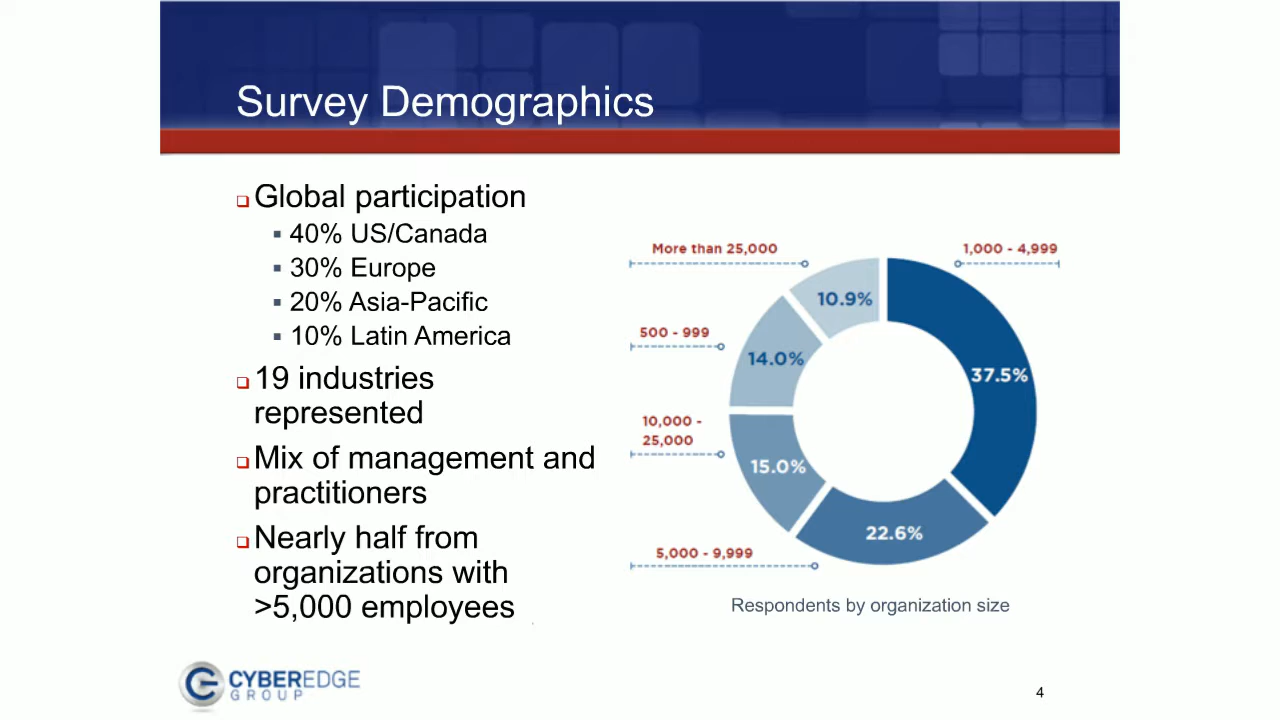 Survey Demographics
Global participation
40% US/Canada
30% Europe
20% Asia-Pacific
10% Latin America
19 industries
represented
Mix of management and
practitioners
Nearly half from
organizations with
>5,000 employees
More than 25,000
1,000 - 4,999
10.9%
500 - 999
14.0%
37.5%
10,000 -
25,000
15.0%
22.6%
5,000 - 9,999
Respondents by organization size
CYBEREDGE
GROUP
4